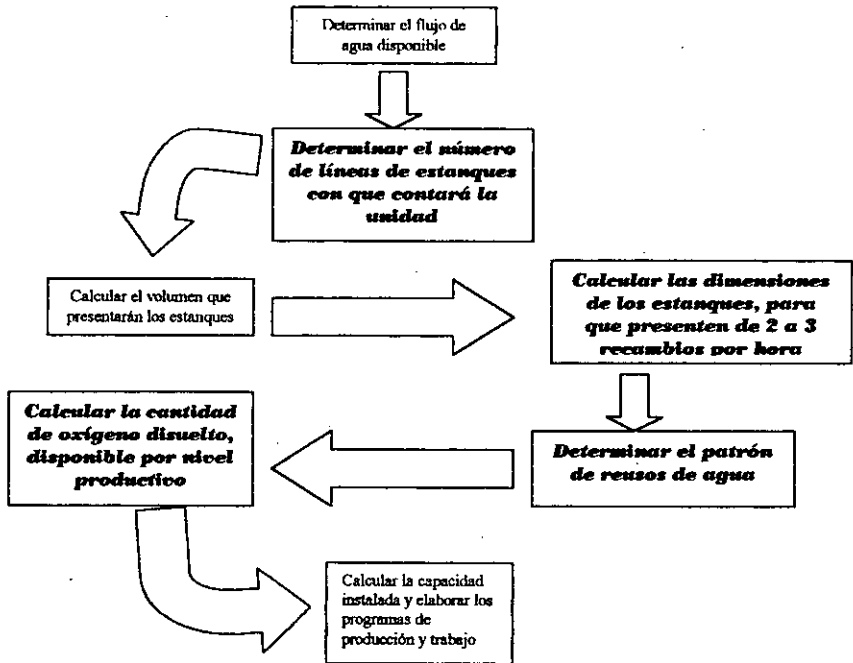 Determinar el flujo de
agua disponible
Determinar el número
de líneas de estanques
con que contará la
unidad
Calcular el volumen que
presentarán los estanques
Calcular las dimensiones
de los estanques, para
que presenten de 2 a 3
recambios por hora
Determinar el patrón
de reusos de agua
Calcular la cantidad
de oxígeno disuelto,
disponible por nivel
productivo
Calcular la capacidad
instalada y elaborar los
programas de
producción y trabajo